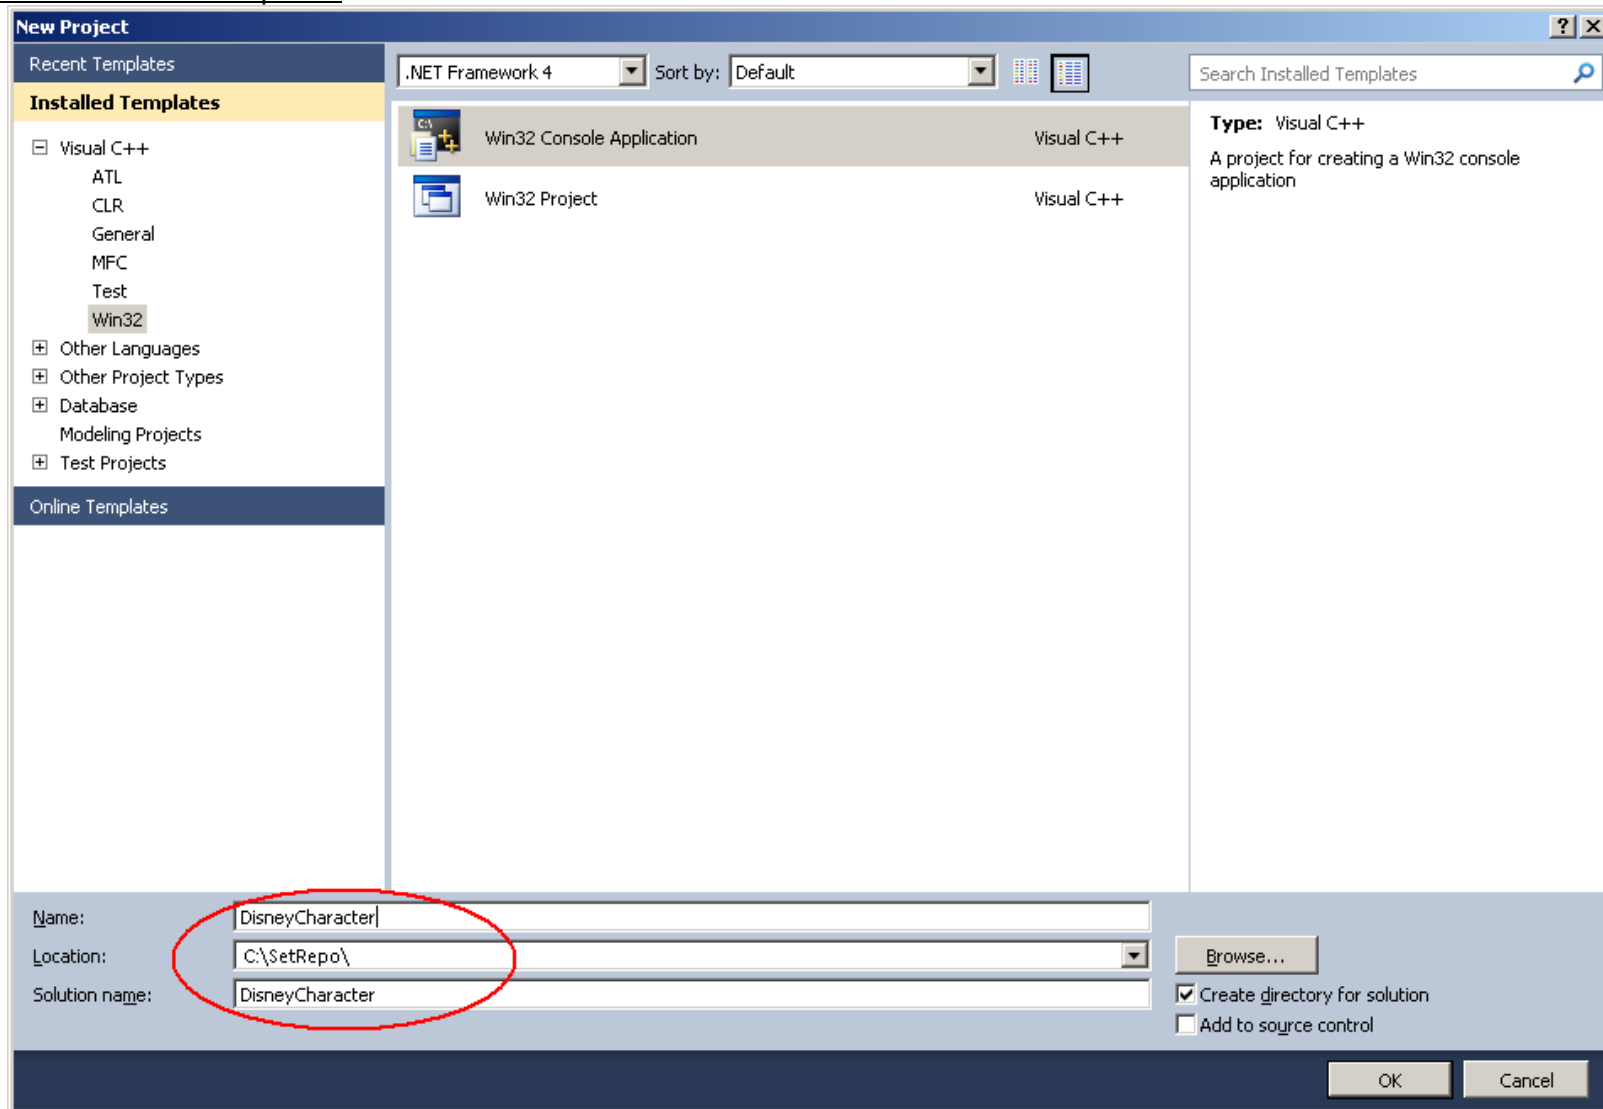 New Project
Recent Templates
Installed Templates
Visual C++
ATL
CLR
General
MFC
Test
Win32
Other Languages
Other Project Types
Database
Modeling Projects
Test Projects
Online Templates
.NET Framework 4 Sort by: Default
Win32 Console Application Visual C++
Win32 Project Visual C++
Search Installed Templates
Type: Visual C++
A project for creating a Win32 console
application
Name: DisneyCharacter
Location: C:\SetRepo\
Solution name: DisneyCharacter
Browse...
Create directory for solution
Add to source control
OK Cancel